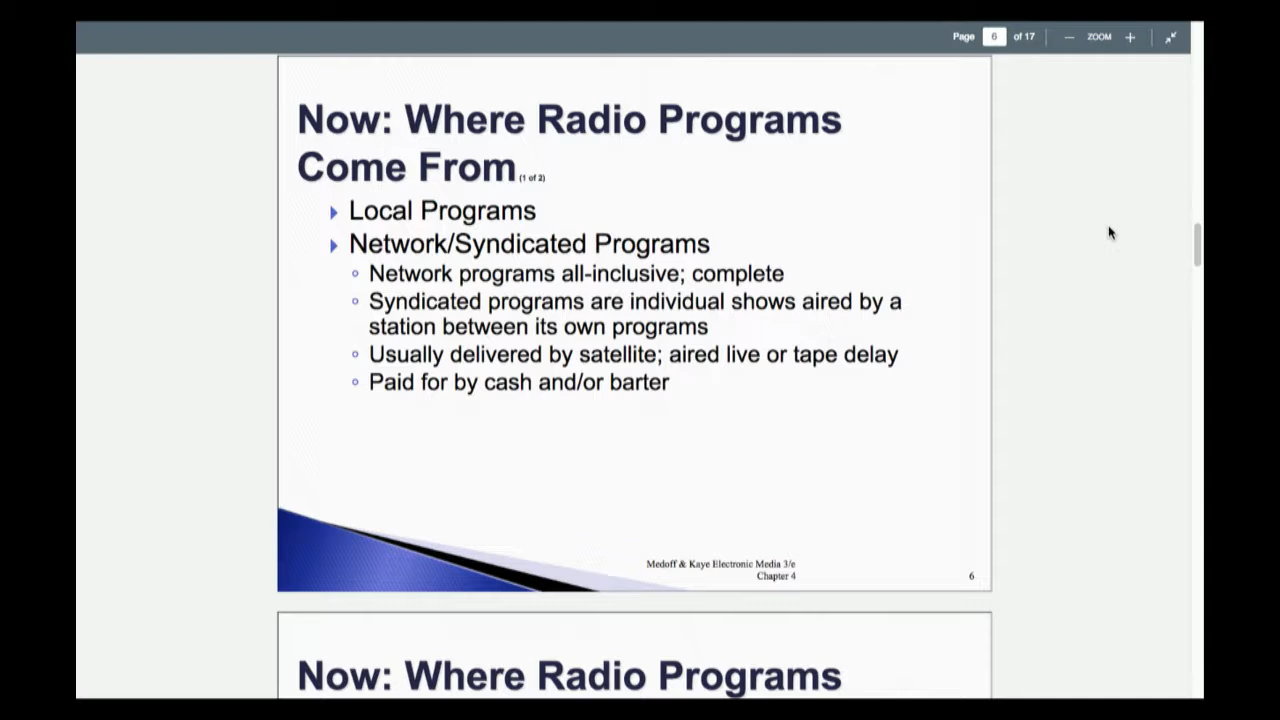 Page 6 of 17 — ZOOM +
Now: Where Radio Programs
Come From (1 of 2)
Local Programs
Network/Syndicated Programs
Network programs all-inclusive; complete
Syndicated programs are individual shows aired by a
station between its own programs
Usually delivered by satellite; aired live or tape delay
Paid for by cash and/or barter
Medoff & Kaye Electronic Media 3/e
Chapter 4
6
Now: Where Radio Programs